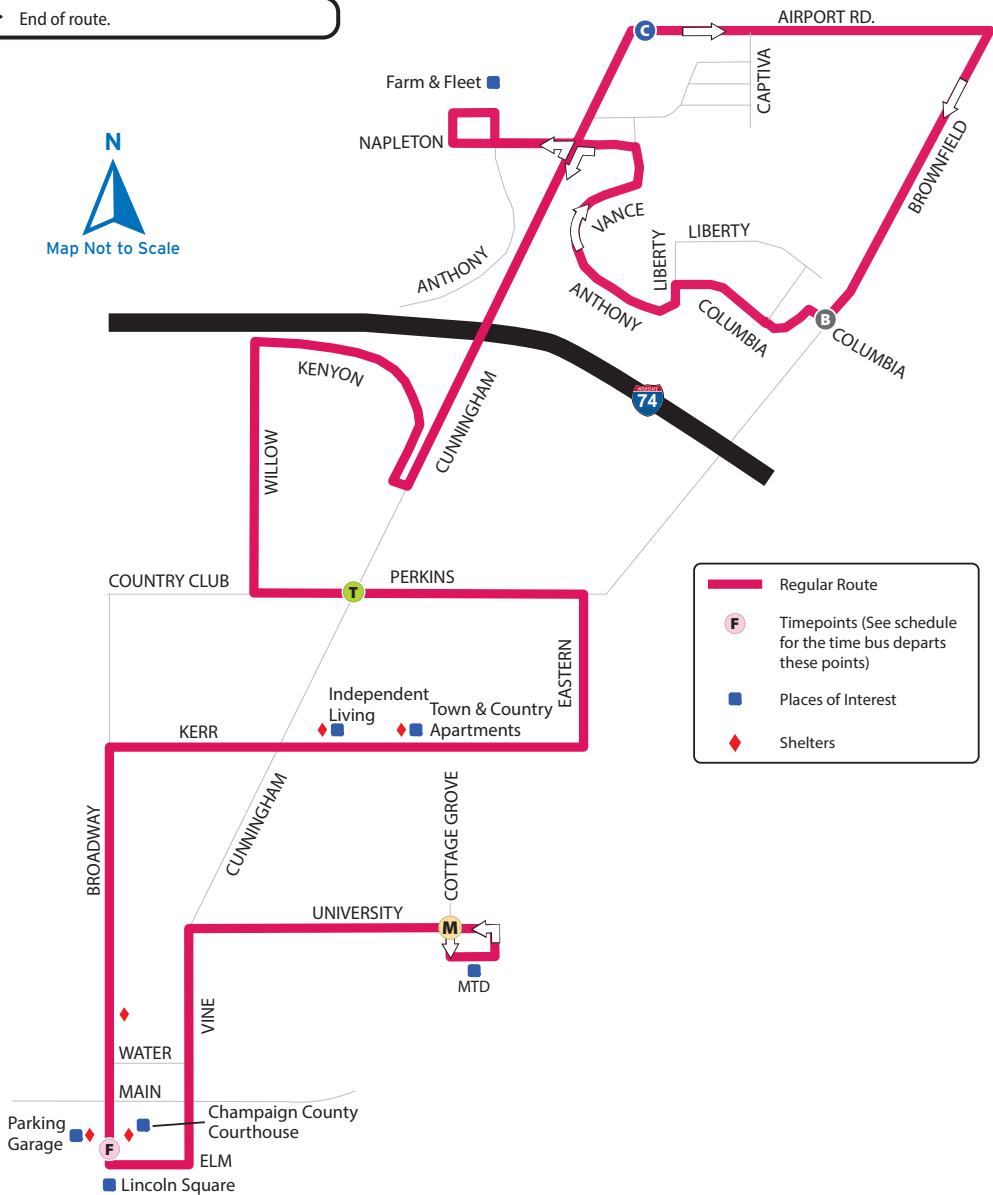 End of route.
C
AIRPORT RD.
CAPTIVA
Farm & Fleet
NAPLETON
BROWNFIELD
N
Map Not to Scale
VANCE
LIBERTY
LIBERTY
ANTHONY
ANTHONY
COLUMBIA
B
COLUMBIA
KENYON
INTERSTATE
74
CUNNINGHAM
WILLOW
COUNTRY CLUB
T
PERKINS
Regular Route
F
Timepoints (See schedule
for the time bus departs
these points)
Places of Interest
Shelters
EASTERN
Independent
Living
Town & Country
Apartments
KERR
COTTAGE GROVE
CUNNINGHAM
BROADWAY
UNIVERSITY
M
MTD
VINE
WATER
MAIN
Parking
Garage
Champaign County
Courthouse
F
ELM
Lincoln Square